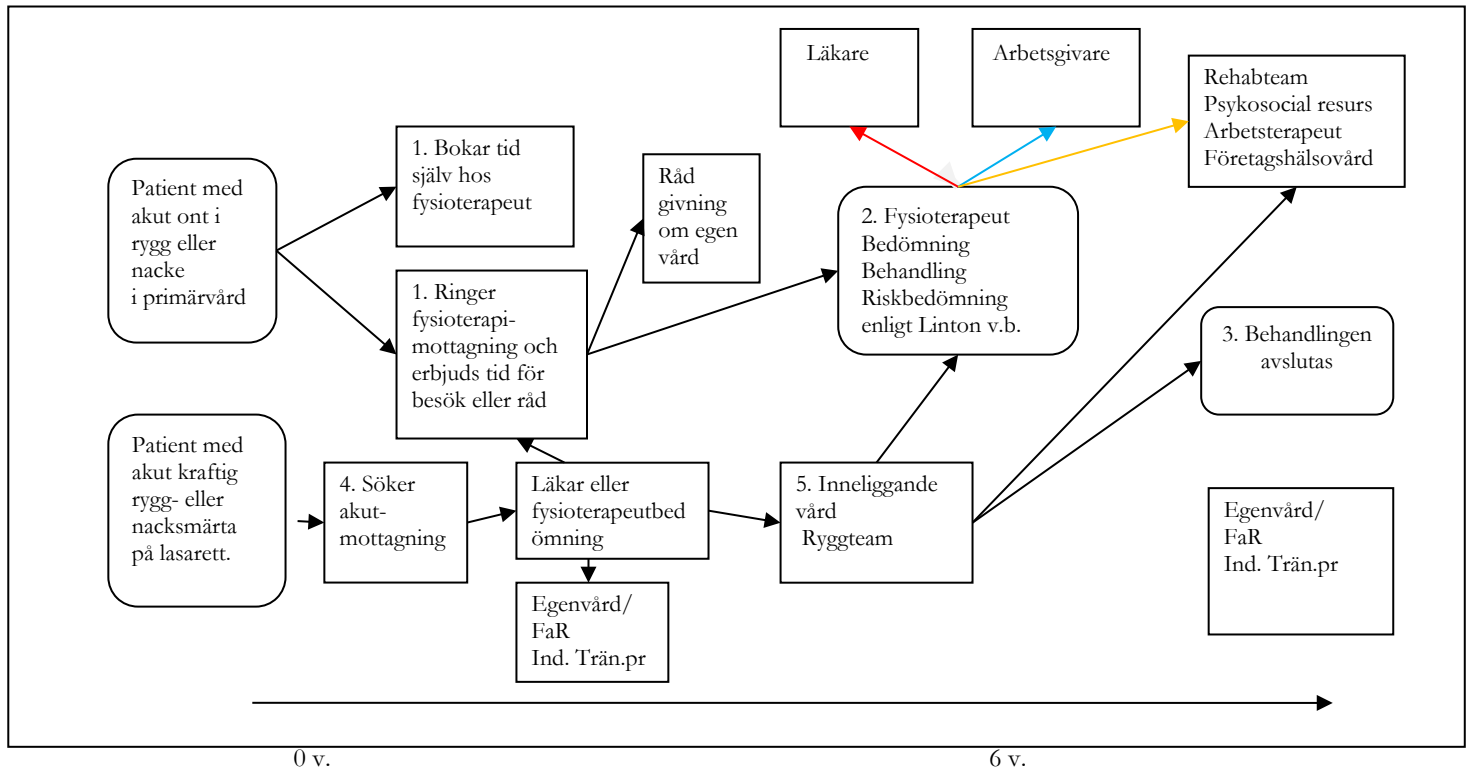 Patient med
akut ont i
rygg eller
nacke
i primärvård
1. Bokar tid
själv hos
fysioterapeut
1. Ringer
fysioterapi-
mottagning och
erbjuds tid för
besök eller råd
Råd
givning
om egen
vård
Läkare
Arbetsgivare
Rehabteam
Psykosocial resurs
Arbetsterapeut
Företagshälsovård
2. Fysioterapeut
Bedömning
Behandling
Riskbedömning
enligt Linton v.b.
3. Behandlingen
avslutas
Patient med
akut kraftig
rygg- eller
nacksmärta
på lasarett.
4. Söker
akut-
mottagning
Läkar eller
fysioterapeutbed
ömning
Egenvård/
FaR
Ind. Trän.pr
5. Inneliggande
vård
Ryggteam
Egenvård/
FaR
Ind. Trän.pr
0 v.
6 v.